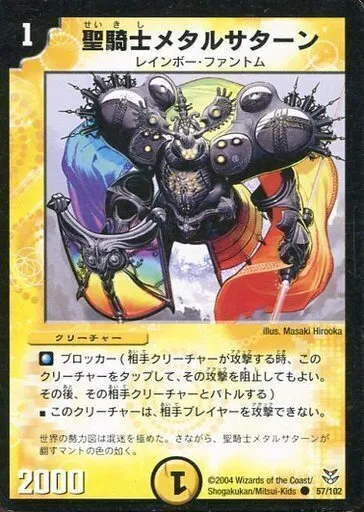 1
せいきし
聖騎士メタルサターン
レインボー・ファントム
illus. Masaki Hirooka
クリーチャー
ブロッカー(相手クリーチャーが攻撃する時、この
クリーチャーをタップして、その攻撃を阻止してもよい。
その後、その相手クリーチャーとバトルする)
■ このクリーチャーは、相手プレイヤーを攻撃できない。
世界の勢力図は混迷を極めた。さながら、聖騎士メタルサターンが
翻すマントの色の如く。
2000
1
©2004 Wizards of the Coast/
Shogakukan/Mitsui-Kids ● 57/102